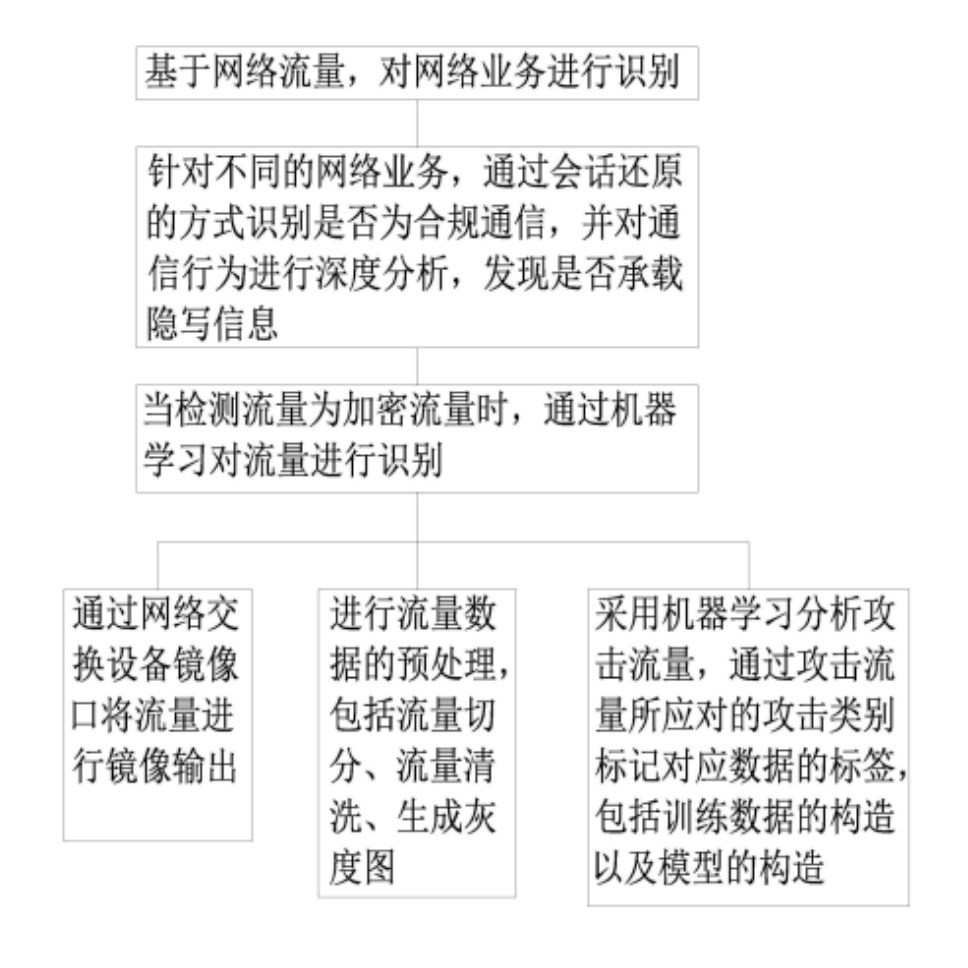 基于网络流量，对网络业务进行识别
针对不同的网络业务，通过会话还原
的方式识别是否为合规通信，并对通
信行为进行深度分析，发现是否承载
隐写信息
当检测流量为加密流量时，通过机器
学习对流量进行识别
通过网络交
换设备镜像
口将流量进
行镜像输出
进行流量数
据的预处理，
包括流量切
分、流量清
洗、生成灰
度图
采用机器学习分析攻
击流量，通过攻击流
量所应对的攻击类别
标记对应数据的标签，
包括训练数据的构造
以及模型的构造